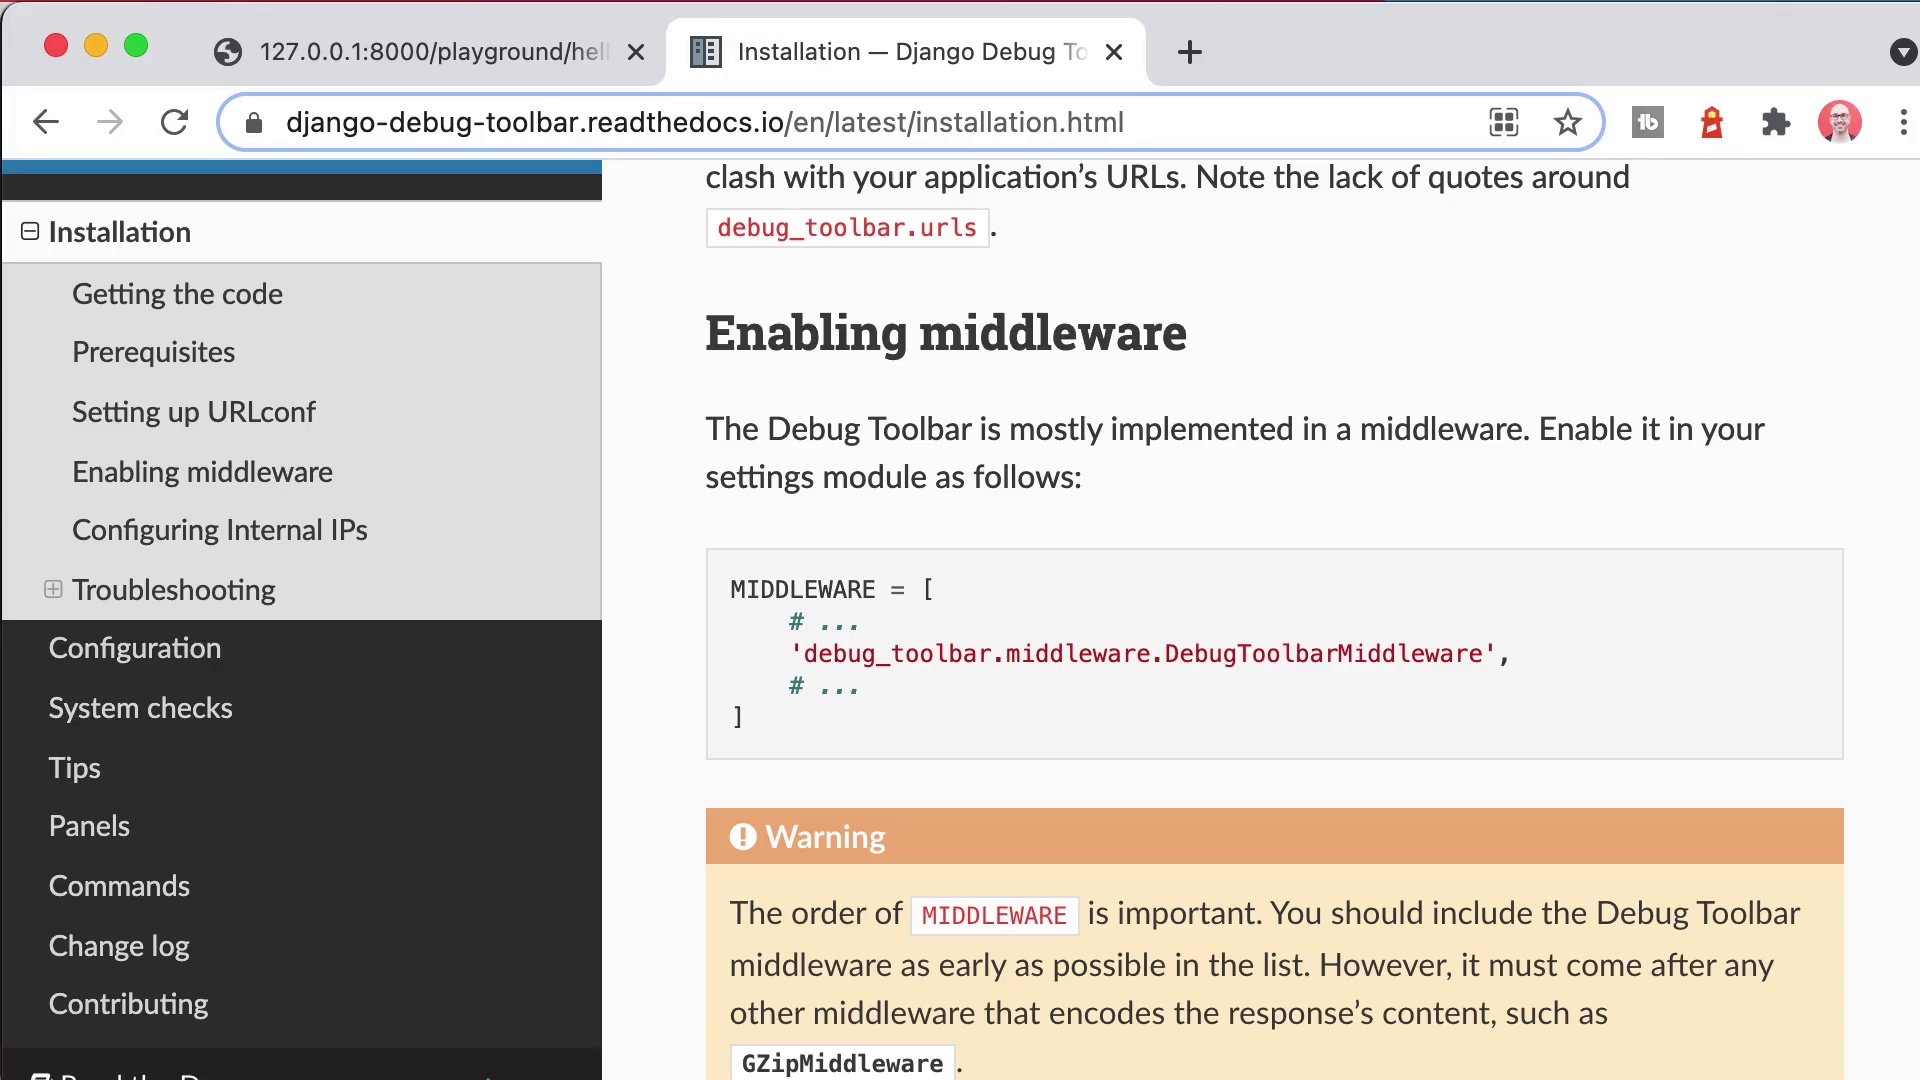 127.0.0.1:8000/playground/hell
Installation — Django Debug To
django-debug-toolbar.readthedocs.io/en/latest/installation.html
tb
Installation
Getting the code
Prerequisites
Setting up URLconf
Enabling middleware
Configuring Internal IPs
Troubleshooting
Configuration
System checks
Tips
Panels
Commands
Change log
Contributing
clash with your application’s URLs. Note the lack of quotes around
debug_toolbar.urls.
Enabling middleware
The Debug Toolbar is mostly implemented in a middleware. Enable it in your
settings module as follows:
MIDDLEWARE = [
# ...
'debug_toolbar.middleware.DebugToolbarMiddleware',
# ...
]
Warning
The order of MIDDLEWARE is important. You should include the Debug Toolbar
middleware as early as possible in the list. However, it must come after any
other middleware that encodes the response’s content, such as
GZipMiddleware.